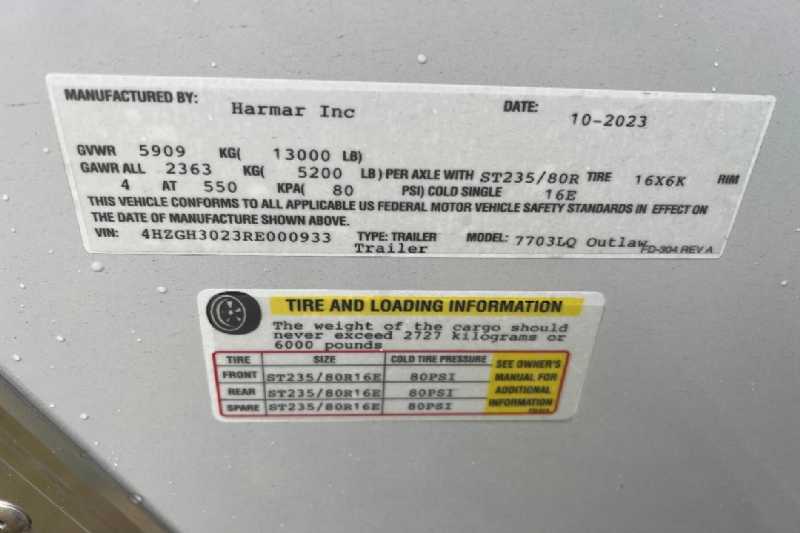 MANUFACTURED BY: Harmar Inc DATE: 10-2023
GVWR 5909 KG( 13000 LB)
GAWR ALL 2363 KG( 5200 LB) PER AXLE WITH ST235/80R TIRE 16X6K RIM
4 AT 550 KPA( 80 PSI) COLD SINGLE 16E
THIS VEHICLE CONFORMS TO ALL APPLICABLE US FEDERAL MOTOR VEHICLE SAFETY STANDARDS IN EFFECT ON
THE DATE OF MANUFACTURE SHOWN ABOVE.
VIN: 4HZGH3023RE000933 TYPE: TRAILER MODEL: 7703LQ Outlaw
Trailer FD-304 REV A
TIRE AND LOADING INFORMATION
The weight of the cargo should
never exceed 2727 kilograms or
6000 pounds
TIRE SIZE COLD TIRE PRESSURE
FRONT ST235/80R16E 80PSI
REAR ST235/80R16E 80PSI
SPARE ST235/80R16E 80PSI
SEE OWNER'S
MANUAL FOR
ADDITIONAL
INFORMATION